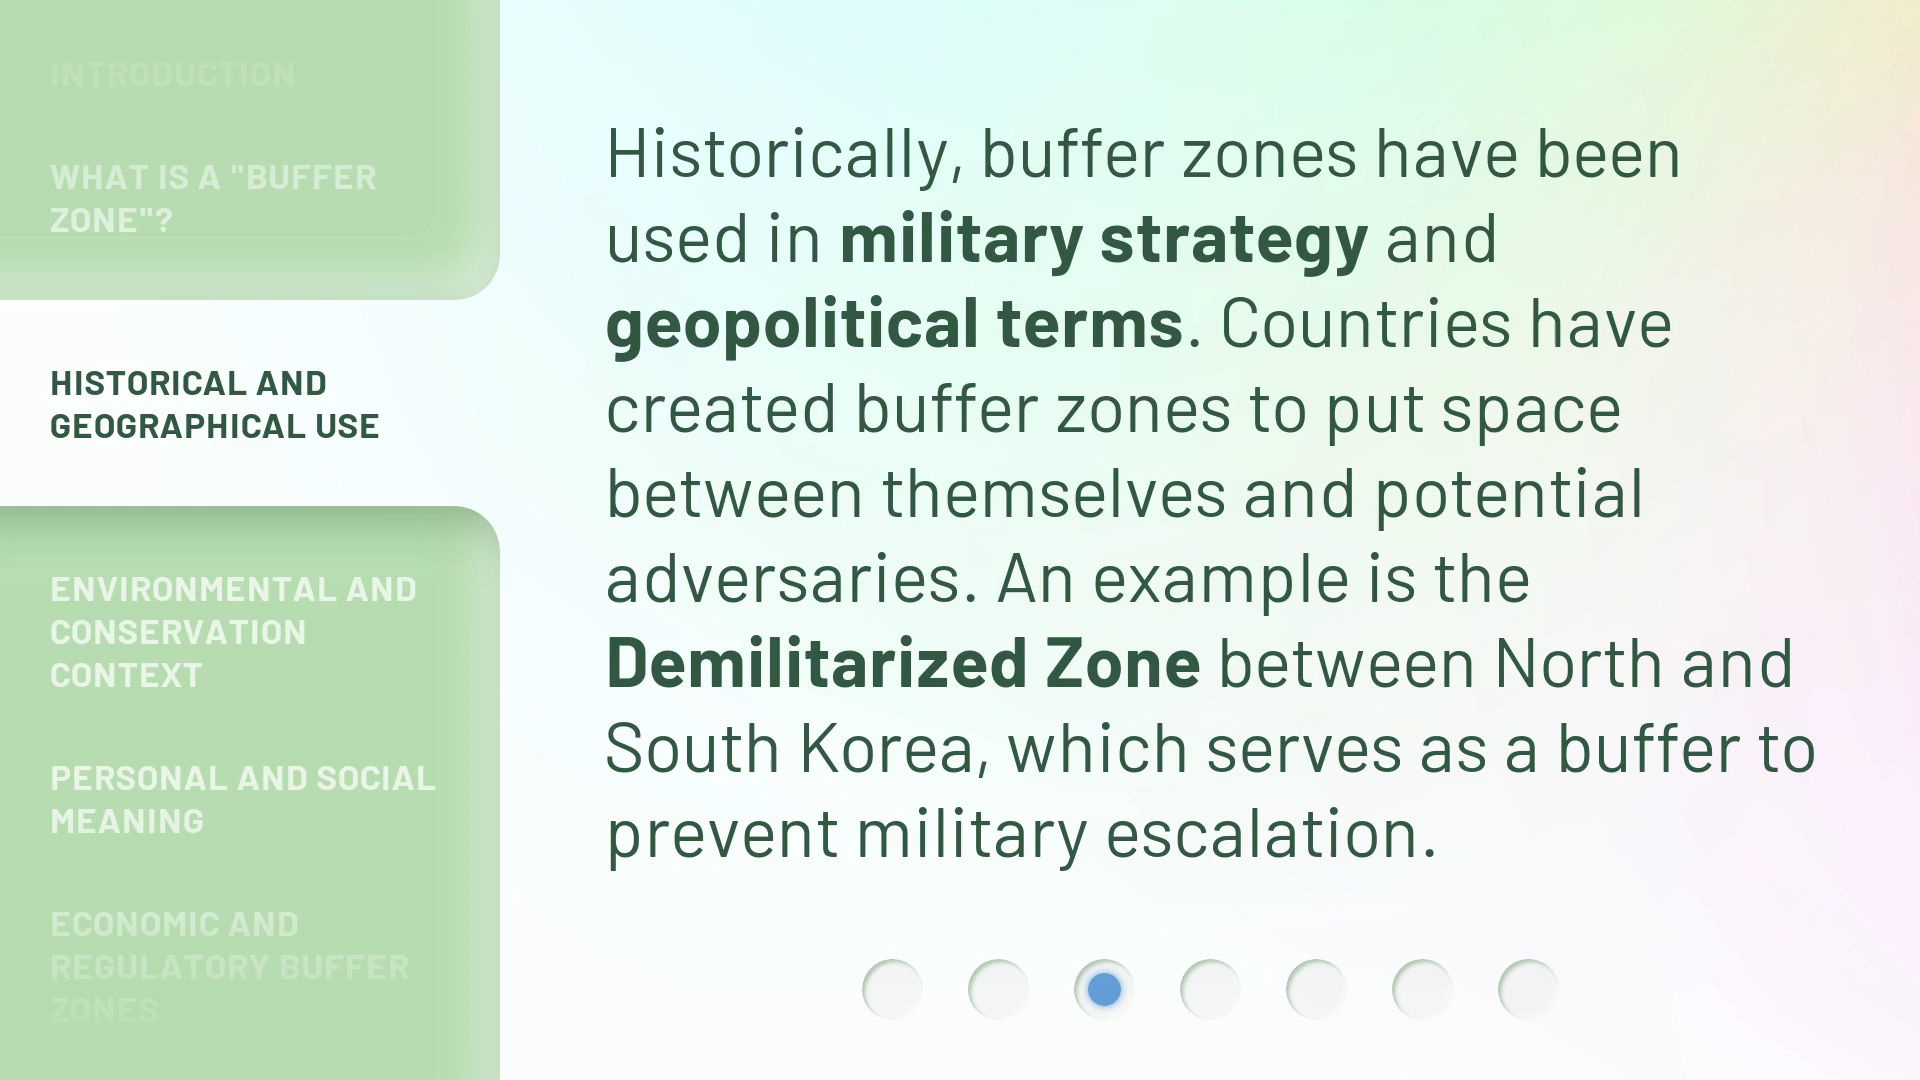 INTRODUCTION
WHAT IS A "BUFFER
ZONE"?
HISTORICAL AND
GEOGRAPHICAL USE
ENVIRONMENTAL AND
CONSERVATION
CONTEXT
PERSONAL AND SOCIAL
MEANING
ECONOMIC AND
REGULATORY BUFFER
ZONES
Historically, buffer zones have been
used in military strategy and
geopolitical terms. Countries have
created buffer zones to put space
between themselves and potential
adversaries. An example is the
Demilitarized Zone between North and
South Korea, which serves as a buffer to
prevent military escalation.